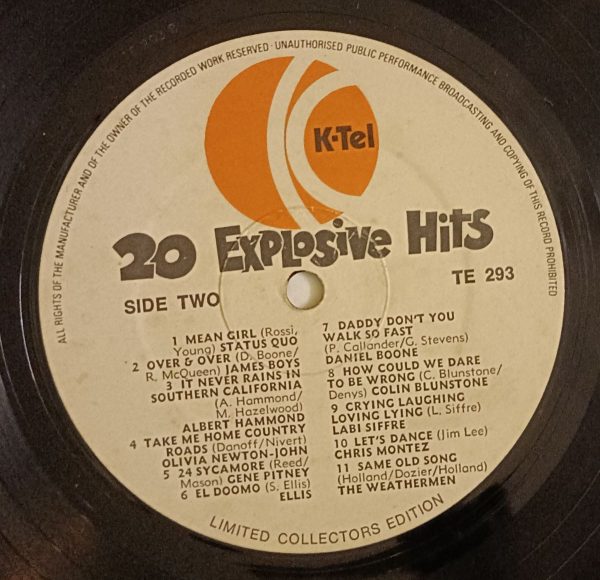 ALL RIGHTS OF THE MANUFACTURER AND OF THE OWNER OF THE RECORDED WORK RESERVED · UNAUTHORISED PUBLIC PERFORMANCE BROADCASTING AND COPYING OF THIS RECORD PROHIBITED
K-Tel
20 EXPLOSIVE HITS
SIDE TWO
TE 293
1 MEAN GIRL (Rossi,
Young) STATUS QUO
2 OVER & OVER (D. Boone/
R. McQueen) JAMES BOYS
3 IT NEVER RAINS IN
SOUTHERN CALIFORNIA
(A. Hammond/
M. Hazelwood)
ALBERT HAMMOND
4 TAKE ME HOME COUNTRY
ROADS (Danoff/Nivert)
OLIVIA NEWTON-JOHN
5 24 SYCAMORE (Reed/
Mason) GENE PITNEY
6 EL DOOMO (S. Ellis)
ELLIS
7 DADDY DON'T YOU
WALK SO FAST
(P. Callander/G. Stevens)
DANIEL BOONE
8 HOW COULD WE DARE
TO BE WRONG (C. Blunstone/
Denys) COLIN BLUNSTONE
9 CRYING LAUGHING
LOVING LYING (L. Siffre)
LABI SIFFRE
10 LET'S DANCE (Jim Lee)
CHRIS MONTEZ
11 SAME OLD SONG
(Holland/Dozier/Holland)
THE WEATHERMEN
LIMITED COLLECTORS EDITION